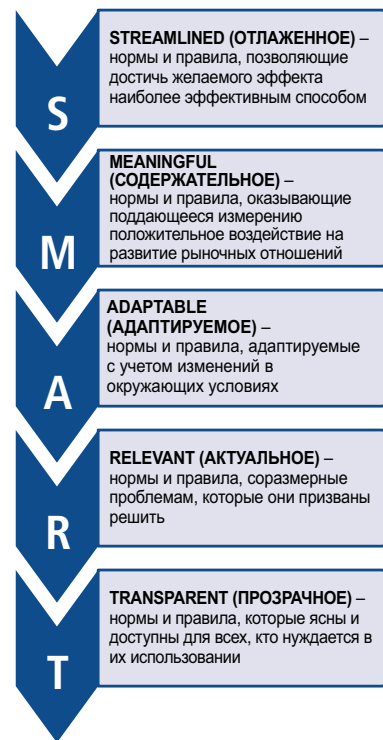 STREAMLINED (ОТЛАЖЕННОЕ) –
нормы и правила, позволяющие
достичь желаемого эффекта
наиболее эффективным способом
S
MEANINGFUL
(СОДЕРЖАТЕЛЬНОЕ) –
нормы и правила, оказывающие
поддающееся измерению
положительное воздействие на
развитие рыночных отношений
M
ADAPTABLE
(АДАПТИРУЕМОЕ) –
нормы и правила, адаптируемые
с учетом изменений в
окружающих условиях
A
RELEVANT (АКТУАЛЬНОЕ) –
нормы и правила, соразмерные
проблемам, которые они призваны
решить
R
TRANSPARENT (ПРОЗРАЧНОЕ) –
нормы и правила, которые ясны и
доступны для всех, кто нуждается в
их использовании
T